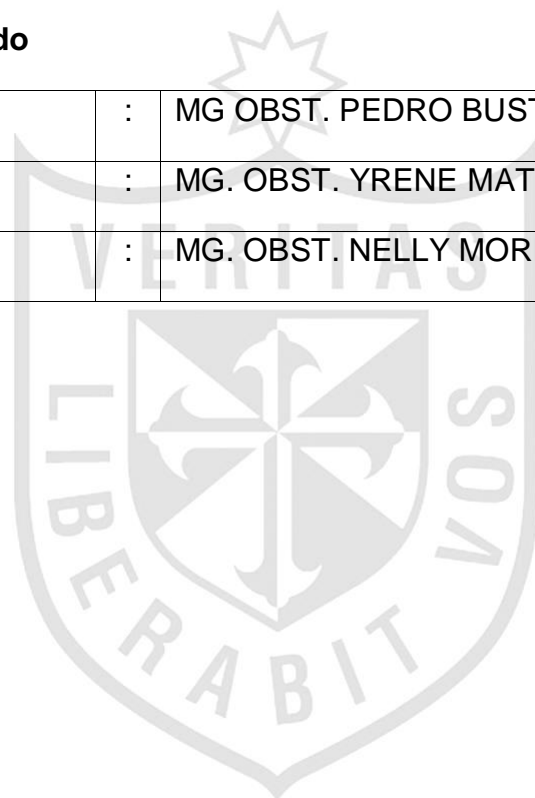 do
: MG OBST. PEDRO BUST
: MG. OBST. YRENE MAT
: MG. OBST. NELLY MOR
VERITAS
LIBERABIT VOS